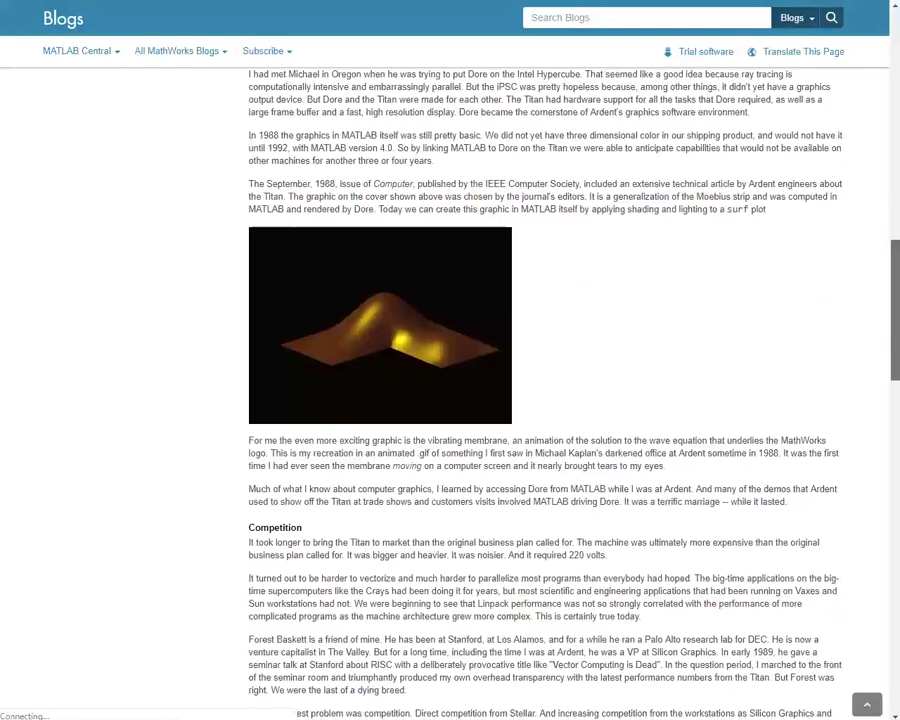 Blogs
Search Blogs
Blogs
MATLAB Central
All MathWorks Blogs
Subscribe
Trial software
Translate This Page
I had met Michael in Oregon when he was trying to put Dore on the Intel Hypercube. That seemed like a good idea because ray tracing is
computationally intensive and embarrassingly parallel. But the iPSC was pretty hopeless because, among other things, it didn't yet have a graphics
output device. But Dore and the Titan were made for each other. The Titan had hardware support for all the tasks that Dore required, as well as a
large frame buffer and a fast, high resolution display. Dore became the cornerstone of Ardent's graphics software environment.
In 1988 the graphics in MATLAB itself was still pretty basic. We did not yet have three dimensional color in our shipping product, and would not have it
until 1992, with MATLAB version 4.0. So by linking MATLAB to Dore on the Titan we were able to anticipate capabilities that would not be available on
other machines for another three or four years.
The September, 1988, issue of Computer, published by the IEEE Computer Society, included an extensive technical article by Ardent engineers about
the Titan. The graphic on the cover shown above was chosen by the journal's editors. It is a generalization of the Moebius strip and was computed in
MATLAB and rendered by Dore. Today we can create this graphic in MATLAB itself by applying shading and lighting to a surf plot
For me the even more exciting graphic is the vibrating membrane, an animation of the solution to the wave equation that underlies the MathWorks
logo. This is my recreation in an animated .gif of something I first saw in Michael Kaplan's darkened office at Ardent sometime in 1988. It was the first
time I had ever seen the membrane moving on a computer screen and it nearly brought tears to my eyes.
Much of what I know about computer graphics, I learned by accessing Dore from MATLAB while I was at Ardent. And many of the demos that Ardent
used to show off the Titan at trade shows and customers visits involved MATLAB driving Dore. It was a terrific marriage -- while it lasted.
Competition
It took longer to bring the Titan to market than the original business plan called for. The machine was ultimately more expensive than the original
business plan called for. It was bigger and heavier. It was noisier. And it required 220 volts.
It turned out to be harder to vectorize and much harder to parallelize most programs than everybody had hoped. The big-time applications on the big-
time supercomputers like the Crays had been doing it for years, but most scientific and engineering applications that had been running on Vaxes and
Sun workstations had not. We were beginning to see that Linpack performance was not so strongly correlated with the performance of more
complicated programs as the machine architecture grew more complex. This is certainly true today.
Forest Baskett is a friend of mine. He has been at Stanford, at Los Alamos, and for a while he ran a Palo Alto research lab for DEC. He is now a
venture capitalist in The Valley. But for a long time, including the time I was at Ardent, he was a VP at Silicon Graphics. In early 1989, he gave a
seminar talk at Stanford about RISC with a deliberately provocative title like "Vector Computing is Dead". In the question period, I marched to the front
of the seminar room and triumphantly produced my own overhead transparency with the latest performance numbers from the Titan. But Forest was
right. We were the last of a dying breed.
est problem was competition. Direct competition from Stellar. And increasing competition from the workstations as Silicon Graphics and
Connecting...